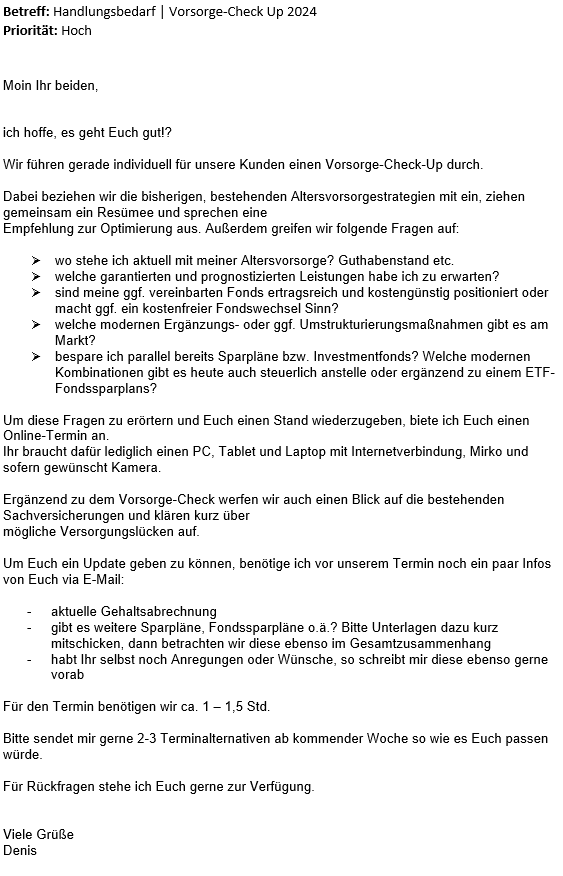 Betreff: Handlungsbedarf | Vorsorge-Check Up 2024
Priorität: Hoch
Moin Ihr beiden,
ich hoffe, es geht Euch gut!?
Wir führen gerade individuell für unsere Kunden einen Vorsorge-Check-Up durch.
Dabei beziehen wir die bisherigen, bestehenden Altersvorsorgestrategien mit ein, ziehen
gemeinsam ein Resümee und sprechen eine
Empfehlung zur Optimierung aus. Außerdem greifen wir folgende Fragen auf:
➢ wo stehe ich aktuell mit meiner Altersvorsorge? Guthabenstand etc.
➢ welche garantierten und prognostizierten Leistungen habe ich zu erwarten?
➢ sind meine ggf. vereinbarten Fonds ertragsreich und kostengünstig positioniert oder
macht ggf. ein kostenfreier Fondswechsel Sinn?
➢ welche modernen Ergänzungs- oder ggf. Umstrukturierungsmaßnahmen gibt es am
Markt?
➢ bespare ich parallel bereits Sparpläne bzw. Investmentfonds? Welche modernen
Kombinationen gibt es heute auch steuerlich anstelle oder ergänzend zu einem ETF-
Fondssparplans?
Um diese Fragen zu erörtern und Euch einen Stand wiederzugeben, biete ich Euch einen
Online-Termin an.
Ihr braucht dafür lediglich einen PC, Tablet und Laptop mit Internetverbindung, Mirko und
sofern gewünscht Kamera.
Ergänzend zu dem Vorsorge-Check werfen wir auch einen Blick auf die bestehenden
Sachversicherungen und klären kurz über
mögliche Versorgungslücken auf.
Um Euch ein Update geben zu können, benötige ich vor unserem Termin noch ein paar Infos
von Euch via E-Mail:
- aktuelle Gehaltsabrechnung
- gibt es weitere Sparpläne, Fondssparpläne o.ä.? Bitte Unterlagen dazu kurz
mitschicken, dann betrachten wir diese ebenso im Gesamtzusammenhang
- habt Ihr selbst noch Anregungen oder Wünsche, so schreibt mir diese ebenso gerne
vorab
Für den Termin benötigen wir ca. 1 – 1,5 Std.
Bitte sendet mir gerne 2-3 Terminalternativen ab kommender Woche so wie es Euch passen
würde.
Für Rückfragen stehe ich Euch gerne zur Verfügung.
Viele Grüße
Denis